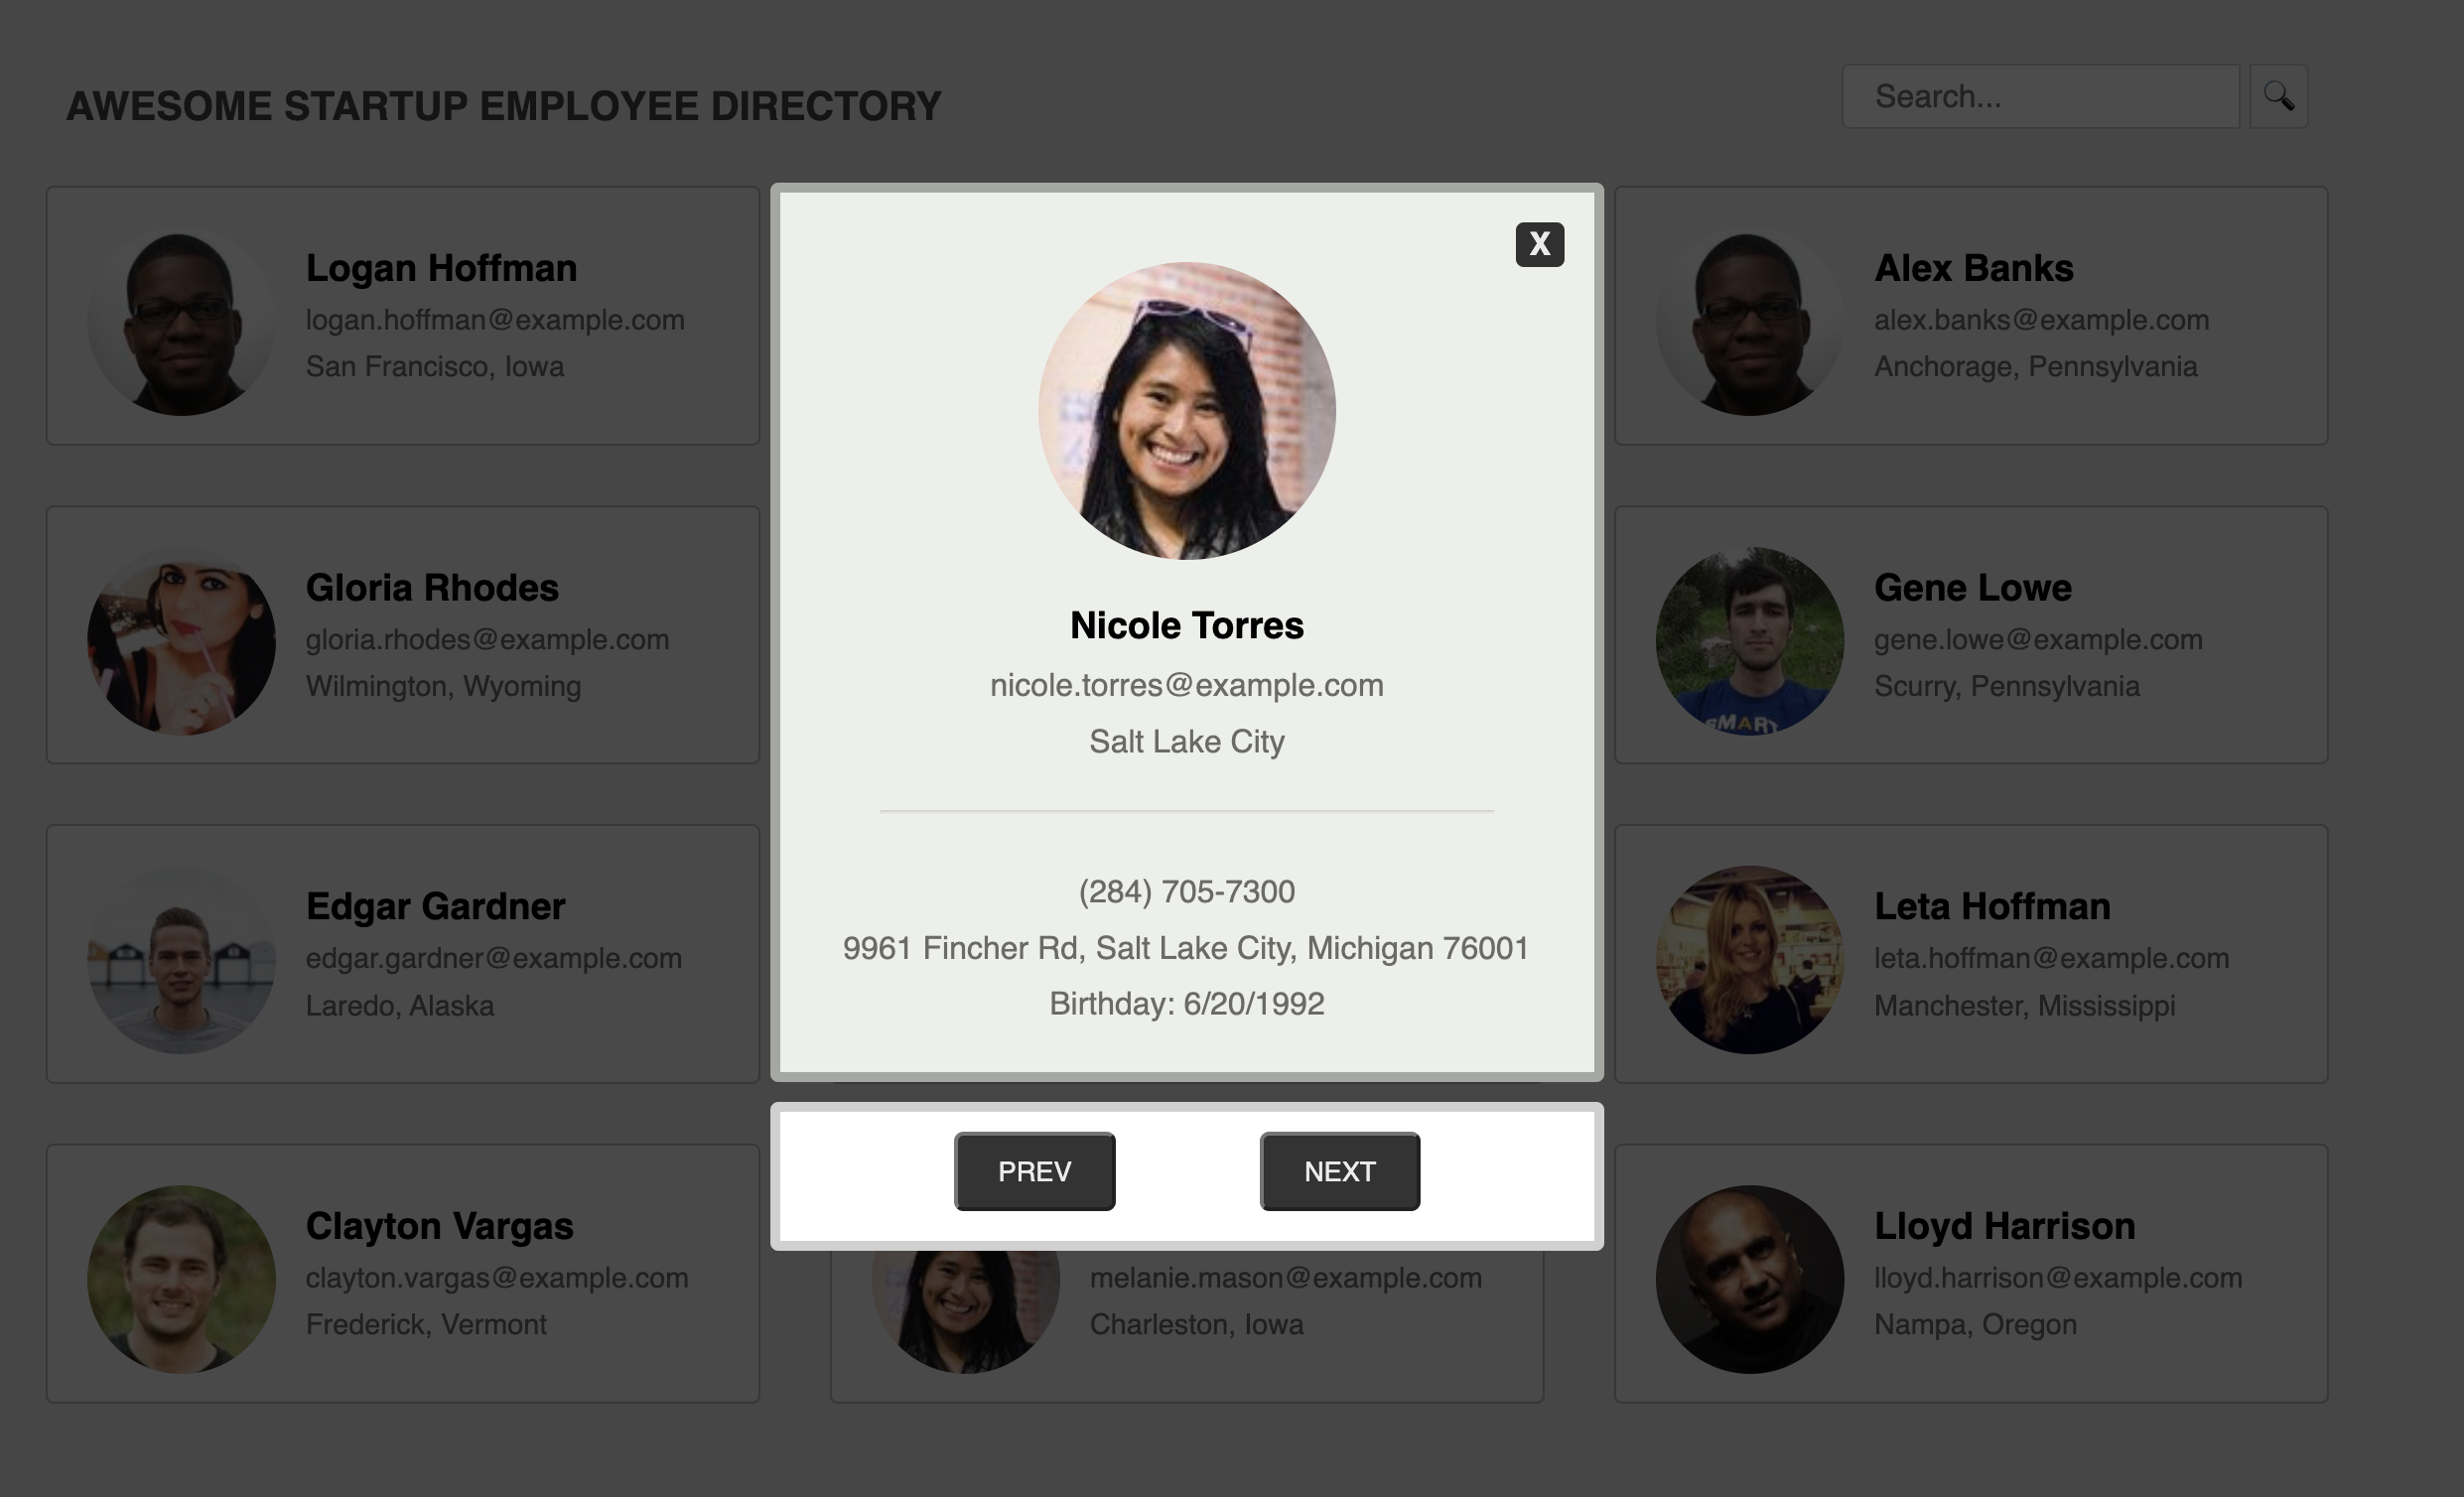 AWESOME STARTUP EMPLOYEE DIRECTORY
Search...
Logan Hoffman
logan.hoffman@example.com
San Francisco, Iowa
X
Nicole Torres
nicole.torres@example.com
Salt Lake City
(284) 705-7300
9961 Fincher Rd, Salt Lake City, Michigan 76001
Birthday: 6/20/1992
PREV
NEXT
Alex Banks
alex.banks@example.com
Anchorage, Pennsylvania
Gloria Rhodes
gloria.rhodes@example.com
Wilmington, Wyoming
Gene Lowe
gene.lowe@example.com
Scurry, Pennsylvania
SMART
Edgar Gardner
edgar.gardner@example.com
Laredo, Alaska
Leta Hoffman
leta.hoffman@example.com
Manchester, Mississippi
Clayton Vargas
clayton.vargas@example.com
Frederick, Vermont
melanie.mason@example.com
Charleston, Iowa
Lloyd Harrison
lloyd.harrison@example.com
Nampa, Oregon